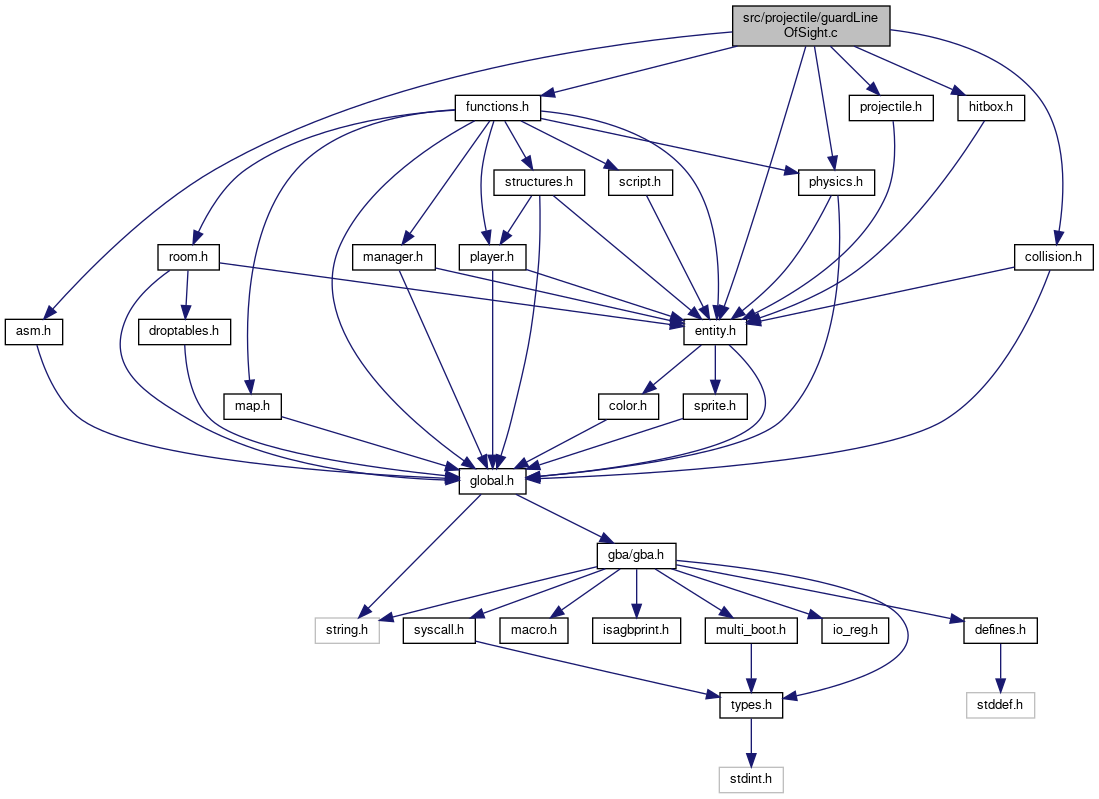 src/projectile/guardLine
OfSight.c
functions.h
projectile.h
hitbox.h
structures.h
script.h
physics.h
room.h
manager.h
player.h
collision.h
asm.h
droptables.h
entity.h
map.h
color.h
sprite.h
global.h
gba/gba.h
string.h
syscall.h
macro.h
isagbprint.h
multi_boot.h
io_reg.h
defines.h
types.h
stddef.h
stdint.h